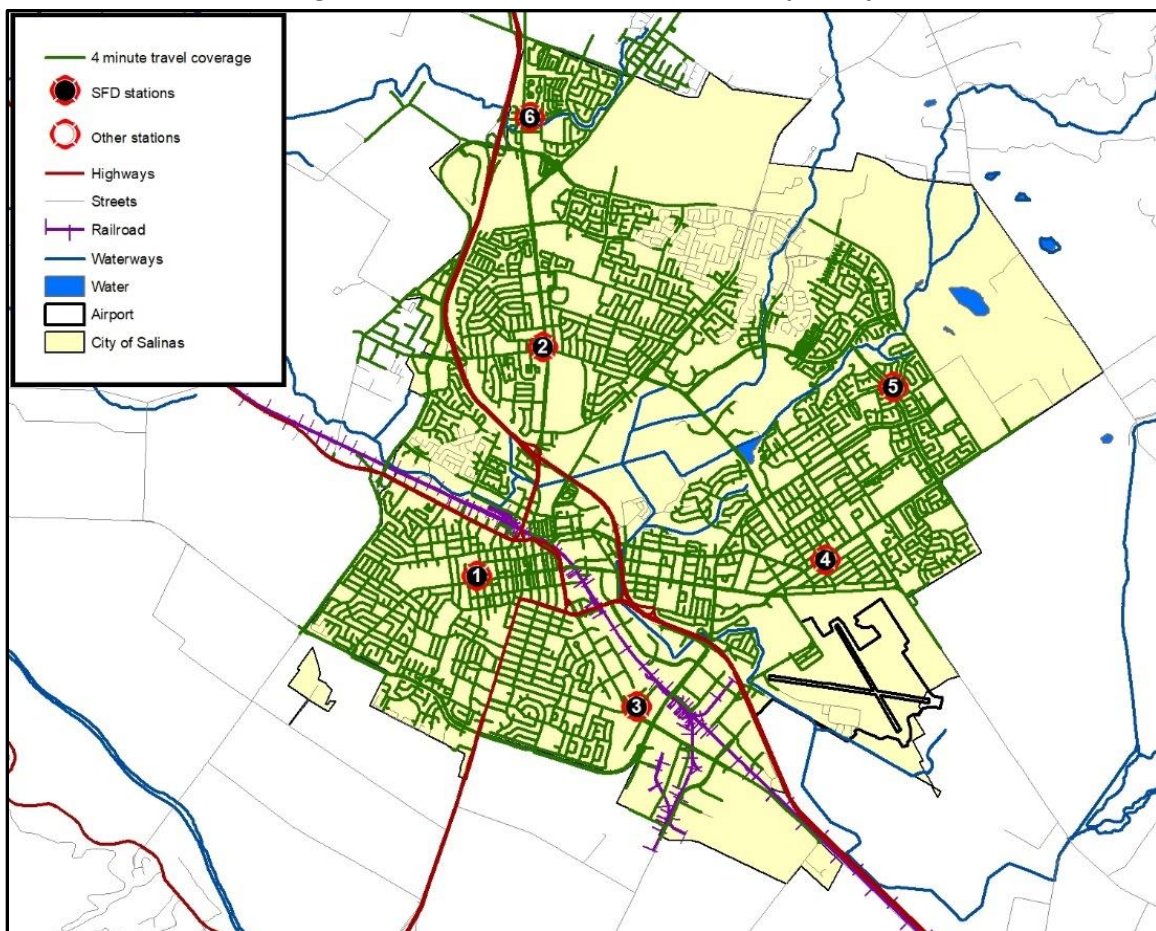 4 minute travel coverage
SFD stations
Other stations
Highways
Streets
Railroad
Waterways
Water
Airport
City of Salinas
6
2
5
4
1
3